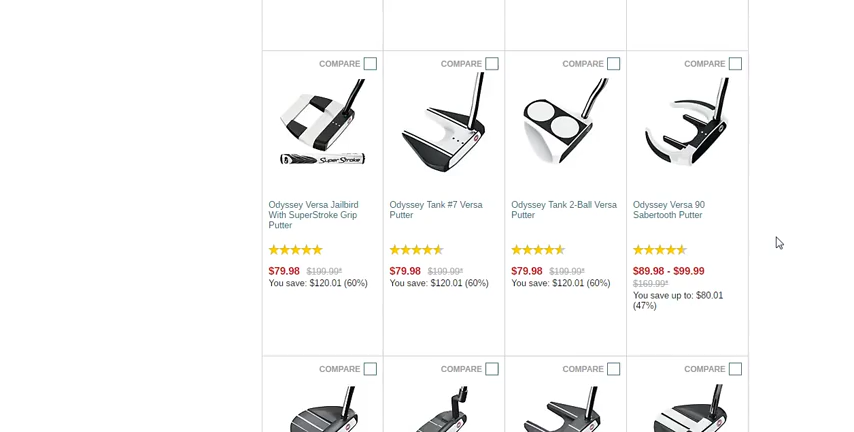 COMPARE COMPARE COMPARE COMPARE
SuperStroke
Odyssey Versa Jailbird
With SuperStroke Grip
Putter
Odyssey Tank #7 Versa
Putter
Odyssey Tank 2-Ball Versa
Putter
Odyssey Versa 90
Sabertooth Putter
$79.98 $199.99*
You save: $120.01 (60%)
$79.98 $199.99*
You save: $120.01 (60%)
$79.98 $199.99*
You save: $120.01 (60%)
$89.98 - $99.99
$169.99*
You save up to: $80.01
(47%)
COMPARE COMPARE COMPARE COMPARE